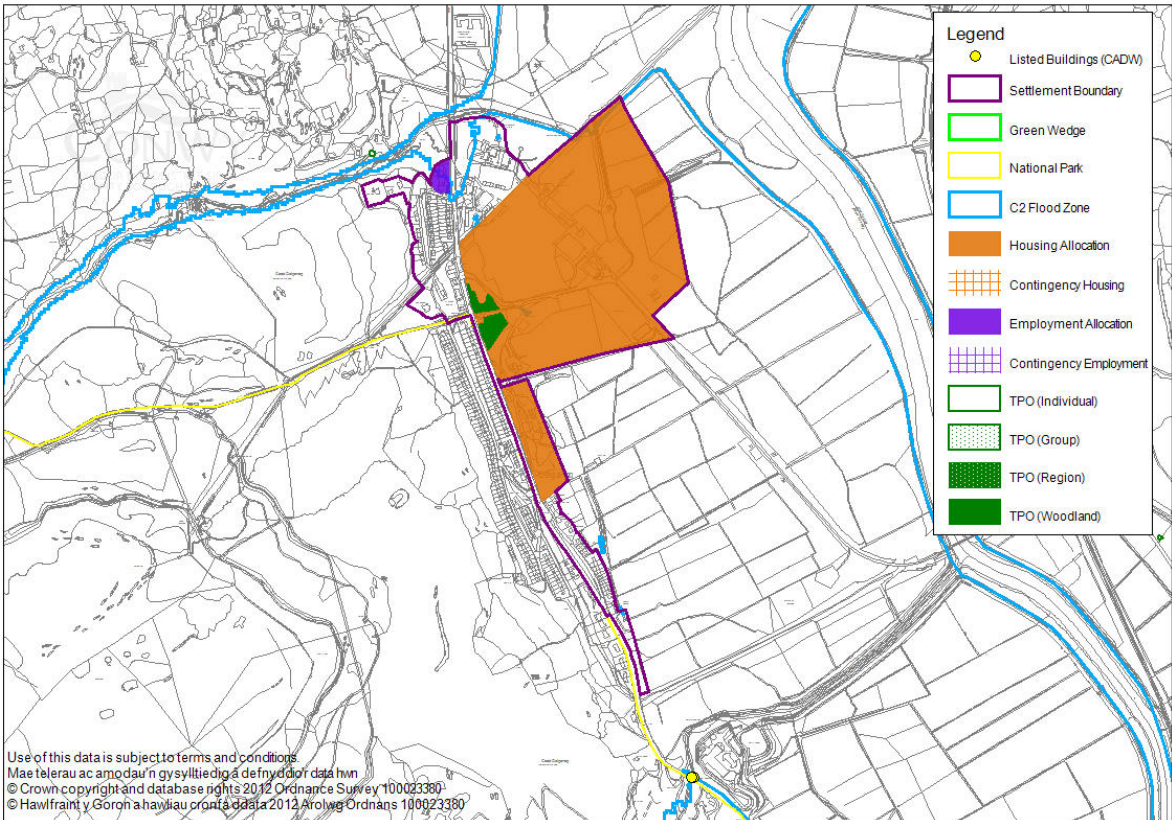 Legend
Listed Buildings (CADW)
Settlement Boundary
Green Wedge
National Park
C2 Flood Zone
Housing Allocation
Contingency Housing
Employment Allocation
Contingency Employment
TPO (Individual)
TPO (Group)
TPO (Region)
TPO (Woodland)
Use of this data is subject to terms and conditions.
Mae telerau ac amodau'n gysylltiedig â defnyddio'r data hwn
© Crown copyright and database rights 2012 Ordnance Survey 100023380
© Hawlfraint y Goron a hawliau cronfa ddata 2012 Arolwg Ordnans 100023380